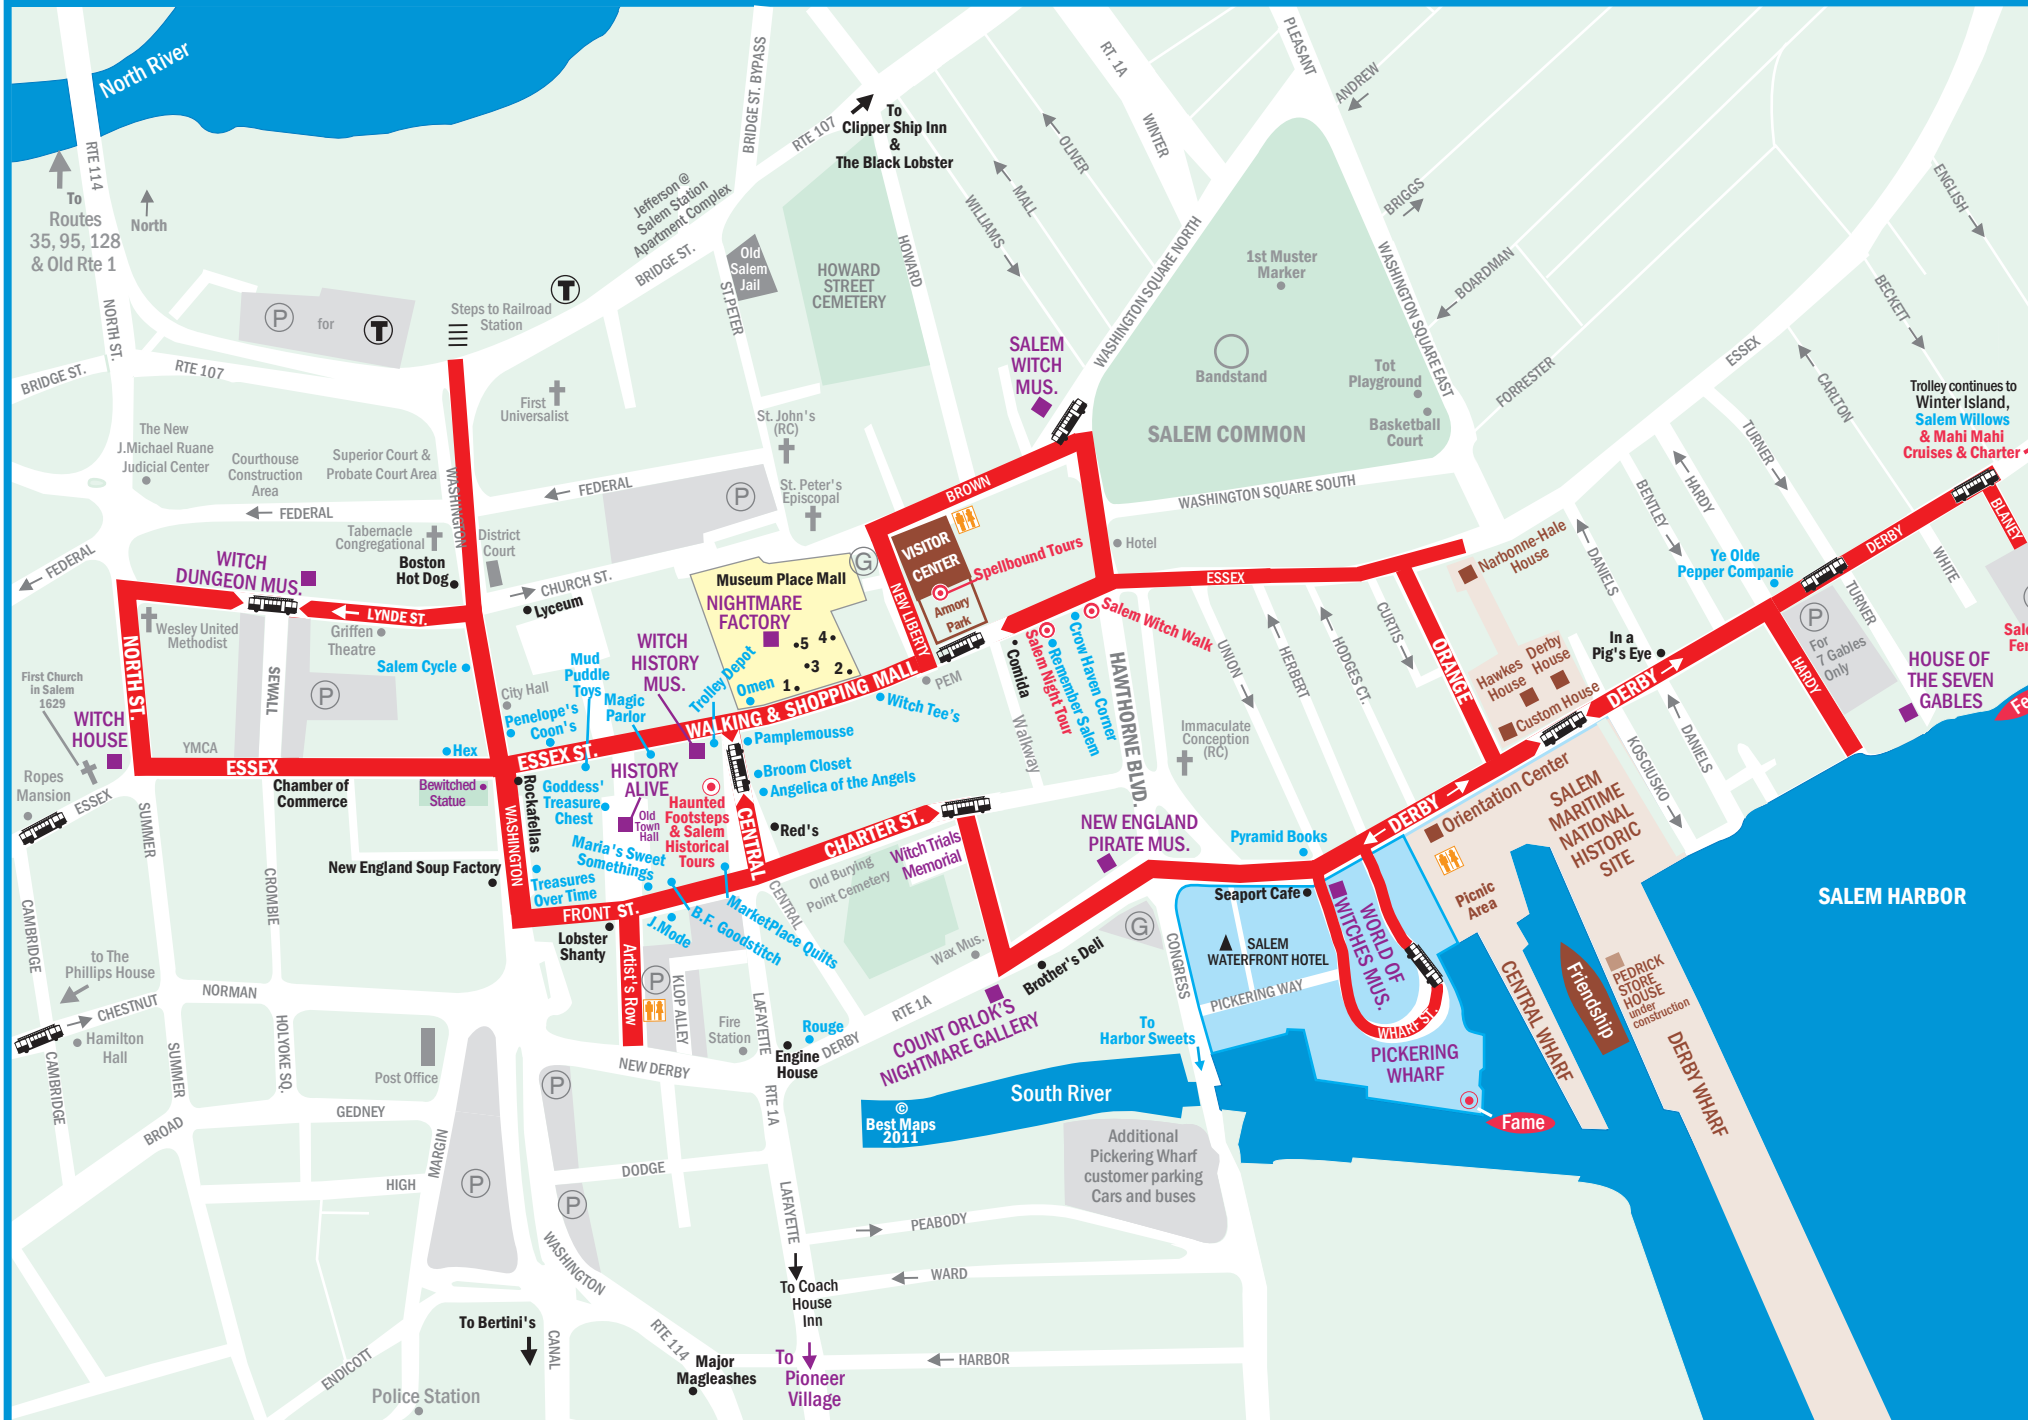 North River
RTE 114
To
Routes
35, 95, 128
& Old Rte 1
North
BRIDGE ST. BYPASS
RTE 107
To
Clipper Ship Inn
&
The Black Lobster
Jefferson @
Salem Station
Apartment Complex
BRIDGE ST.
Old
Salem
Jail
ST.PETER
HOWARD
STREET
CEMETERY
HOWARD
WILLIAMS
MALL
OLIVER
RT. 1A
WINTER
PLEASANT
ANDREW
BRIGGS
BOARDMAN
FORRESTER
ENGLISH
BECKETT
ESSEX
CARLTON
TURNER
HARDY
BENTLEY
DANIELS
WHITE
WASHINGTON SQUARE NORTH
WASHINGTON SQUARE EAST
WASHINGTON SQUARE SOUTH
1st Muster
Marker
Bandstand
Tot
Playground
Basketball
Court
SALEM COMMON
SALEM
WITCH
MUS.
Trolley continues to
Winter Island,
Salem Willows
& Mahi Mahi
Cruises & Charter
P
for
T
Steps to Railroad
Station
T
NORTH ST.
BRIDGE ST.
RTE 107
The New
J.Michael Ruane
Judicial Center
Courthouse
Construction
Area
Superior Court &
Probate Court Area
WASHINGTON
First
Universalist
St. John's
(RC)
St. Peter's
Episcopal
P
FEDERAL
FEDERAL
FEDERAL
Tabernacle
Congregational
District
Court
Boston
Hot Dog
CHURCH ST.
Lyceum
WITCH
DUNGEON MUS.
LYNDE ST.
Griffen
Theatre
Wesley United
Methodist
Salem Cycle
SEWALL
P
NORTH ST.
First Church
in Salem
1629
WITCH
HOUSE
YMCA
Ropes
Mansion
ESSEX
ESSEX
Chamber of
Commerce
Hex
Bewitched
Statue
City Hall
Penelope's
Coon's
Mud
Puddle
Toys
Magic
Parlor
WITCH
HISTORY
MUS.
Trolley Depot
Omen
Museum Place Mall
NIGHTMARE
FACTORY
5
4
3
2
1
G
BROWN
VISITOR
CENTER
Armory
Park
NEW LIBERTY
Spellbound Tours
Hotel
ESSEX
ESSEX ST.
WALKING & SHOPPING MALL
PEM
Witch Tee's
Comida
Walkway
Salem Night Tour
Remember Salem
Crow Haven Corner
Salem Witch Walk
HAWTHORNE BLVD.
UNION
HERBERT
HODGES CT.
CURTIS
ORANGE
Immaculate
Conception
(RC)
Narbonne-Hale
House
Hawkes
House
Derby
House
Custom House
In a
Pig's Eye
Ye Olde
Pepper Companie
DERBY
DERBY
DERBY
BLANEY
TURNER
HARDY
P
For
7 Gables
Only
HOUSE OF
THE SEVEN
GABLES
KOSCIUSKO
DANIELS
Pamplemousse
Broom Closet
Angelica of the Angels
Rockafellas
Goddess'
Treasure
Chest
HISTORY
ALIVE
Old
Town
Hall
Haunted
Footsteps
& Salem
Historical
Tours
CENTRAL
Red's
CHARTER ST.
Witch Trials
Memorial
Old Burying
Point Cemetery
NEW ENGLAND
PIRATE MUS.
Pyramid Books
Orientation Center
SALEM
MARITIME
NATIONAL
HISTORIC
SITE
Picnic
Area
SALEM HARBOR
SUMMER
CROMBIE
New England Soup Factory
WASHINGTON
Treasures
Over Time
Maria's Sweet
Somethings
FRONT ST.
Lobster
Shanty
J.Mode
B.F. Goodstitch
MarketPlace Quilts
CENTRAL
Artist's Row
P
KLOP ALLEY
LAFAYETTE
Fire
Station
Wax Mus.
Brother's Deli
Seaport Cafe
G
CONGRESS
SALEM
WATERFRONT HOTEL
PICKERING WAY
WORLD OF
WITCHES MUS.
WHARF ST.
PICKERING
WHARF
Fame
CENTRAL WHARF
Friendship
PEDRICK
STORE
HOUSE
under
construction
DERBY WHARF
CAMBRIDGE
to The
Phillips House
CHESTNUT
Hamilton
Hall
CAMBRIDGE
NORMAN
SUMMER
HOLYOKE SQ.
Post Office
GEDNEY
BROAD
HIGH
MARGIN
P
P
P
NEW DERBY
RTE 1A
Engine
House
Rouge
DERBY
RTE 1A
COUNT ORLOK'S
NIGHTMARE GALLERY
To
Harbor Sweets
South River
©
Best Maps
2011
Additional
Pickering Wharf
customer parking
Cars and buses
DODGE
LAFAYETTE
PEABODY
WARD
HARBOR
WASHINGTON
To Coach
House
Inn
To Bertini's
CANAL
RTE 114
Major
Magleashes
To
Pioneer
Village
ENDICOTT
Police Station